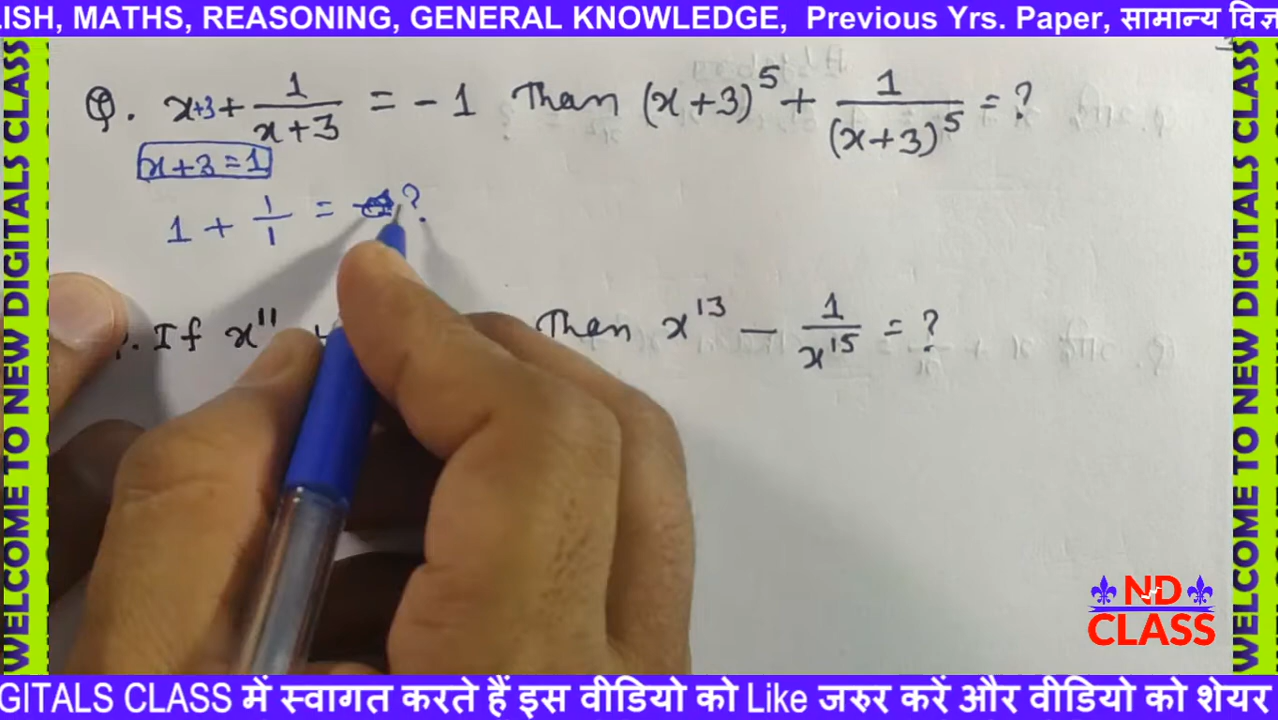 LISH, MATHS, REASONING, GENERAL KNOWLEDGE, Previous Yrs. Paper, सामान्य विज्ञ
WELCOME TO NEW DIGITALS CLASS
Q. x+3 + 1/(x+3) = -1 Than (x+3)^5 + 1/(x+3)^5 = ?
x+3=1
1 + 1/1 = ?
. If x^11 Than x^13 - 1/x^15 = ?
WELCOME TO NEW DIGITALS CLASS
ND
CLASS
GITALS CLASS में स्वागत करते हैं इस वीडियो को Like जरुर करें और वीडियो को शेयर